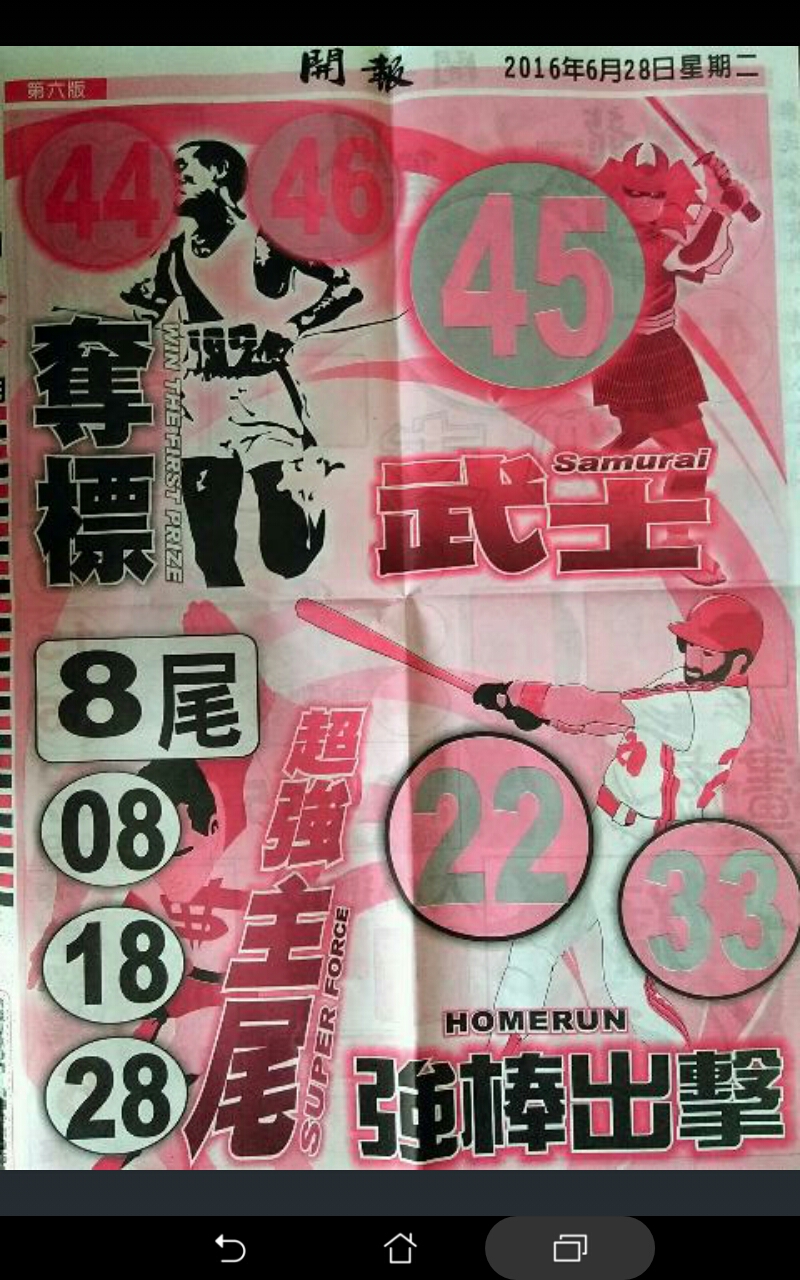 開報
2016年6月28日星期二
第六版
44
46
45
奪標
WIN THE FIRST PRIZE
Samurai
武士
8尾
08
18
28
超強
主尾
SUPER FORCE
22
33
HOMERUN
強棒出擊